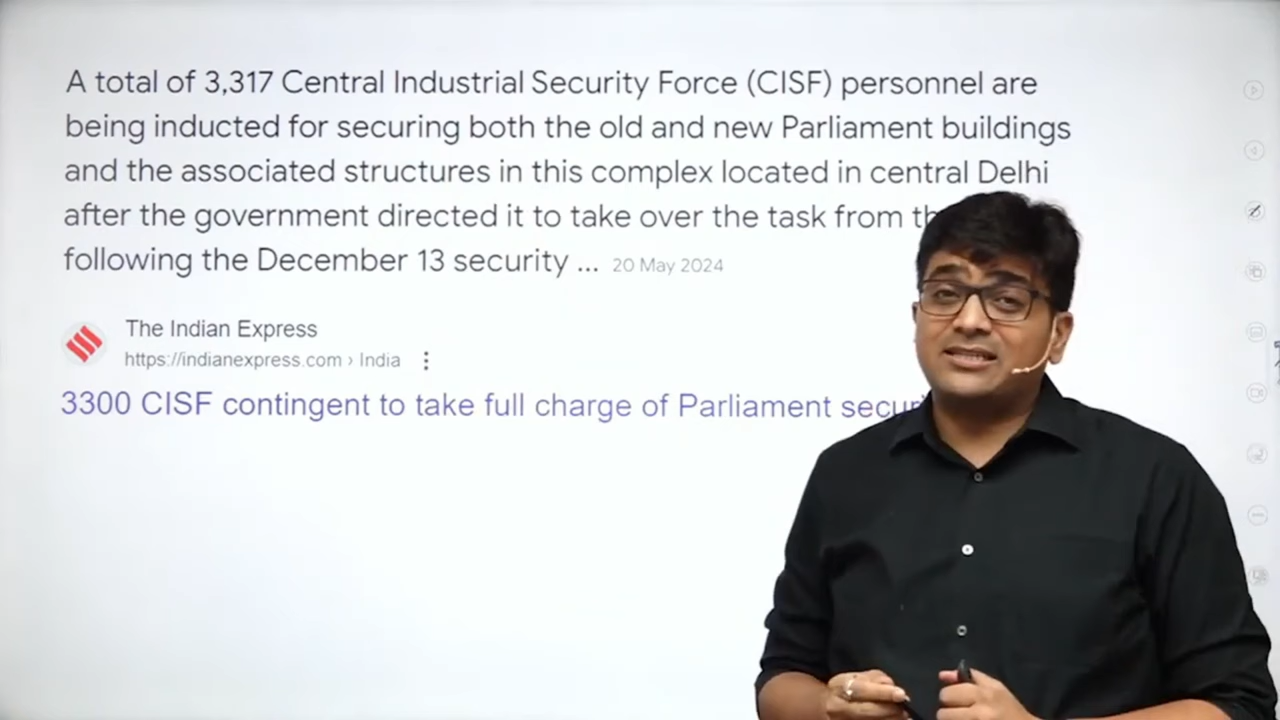 A total of 3,317 Central Industrial Security Force (CISF) personnel are
being inducted for securing both the old and new Parliament buildings
and the associated structures in this complex located in central Delhi
after the government directed it to take over the task from
following the December 13 security ... 20 May 2024
The Indian Express
https://indianexpress.com › India
3300 CISF contingent to take full charge of Parliament